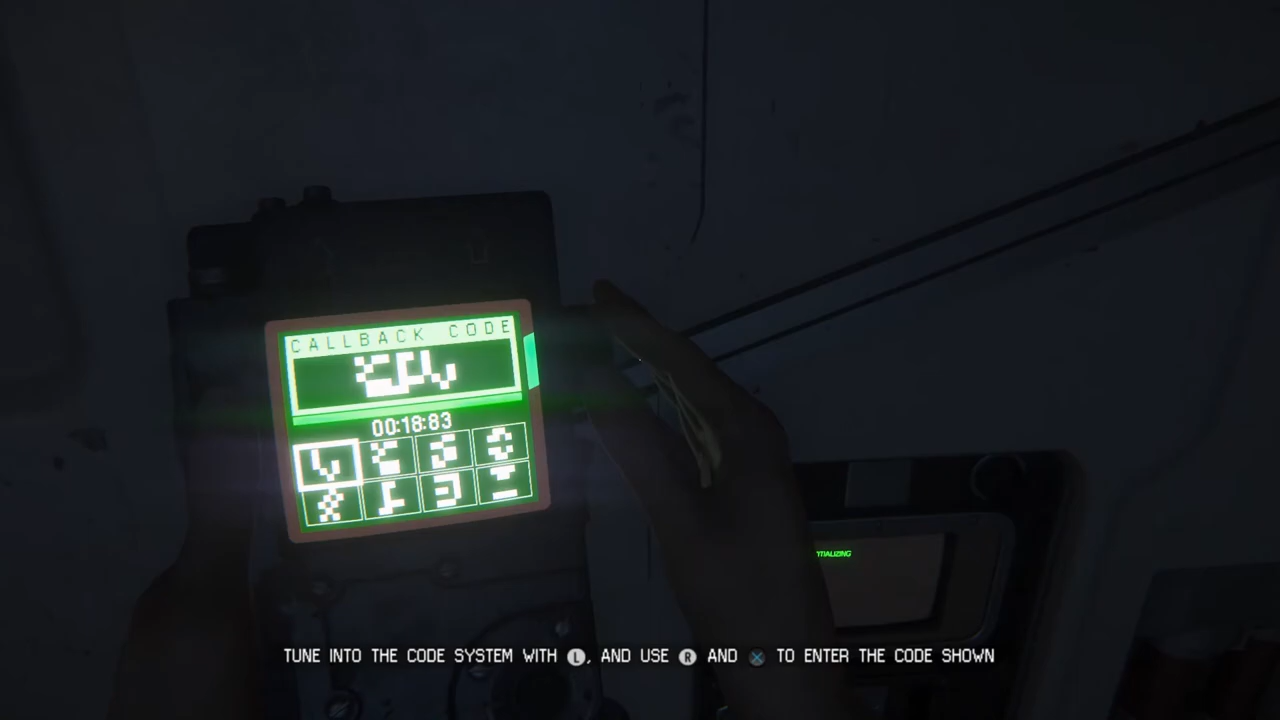 CALLBACK CODE
00:18:83
TIALIZING
TUNE INTO THE CODE SYSTEM WITH L, AND USE R AND X TO ENTER THE CODE SHOWN